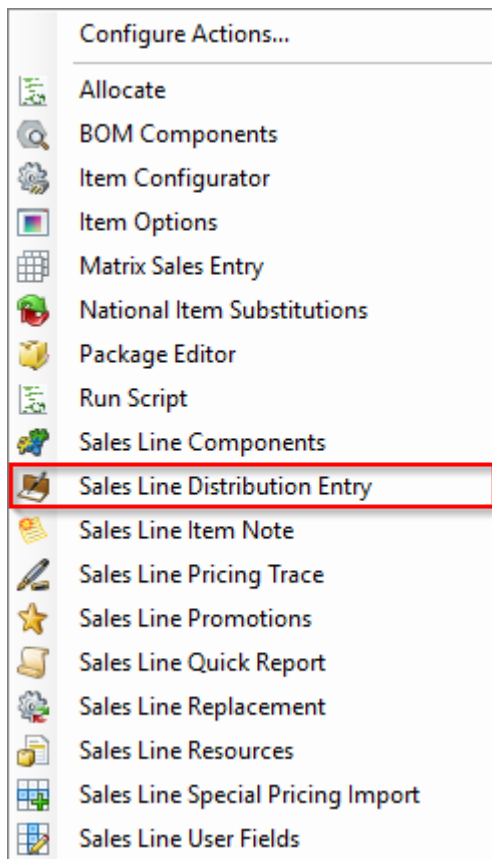 Configure Actions...
Allocate
BOM Components
Item Configurator
Item Options
Matrix Sales Entry
National Item Substitutions
Package Editor
Run Script
Sales Line Components
Sales Line Distribution Entry
Sales Line Item Note
Sales Line Pricing Trace
Sales Line Promotions
Sales Line Quick Report
Sales Line Replacement
Sales Line Resources
Sales Line Special Pricing Import
Sales Line User Fields